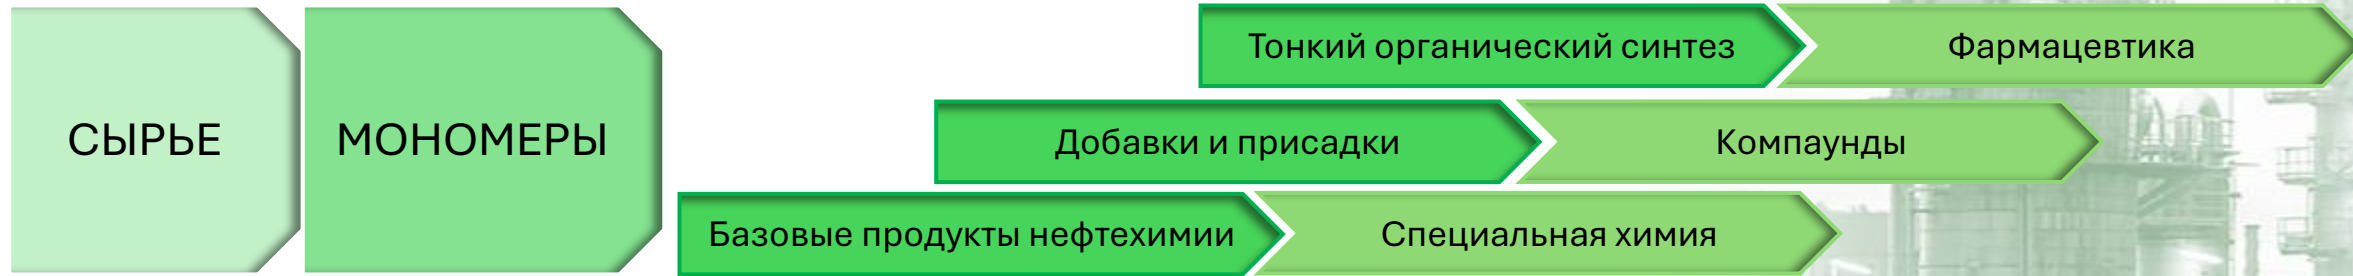 СЫРЬЕ
МОНОМЕРЫ
Тонкий органический синтез
Фармацевтика
Добавки и присадки
Компаунды
Базовые продукты нефтехимии
Специальная химия